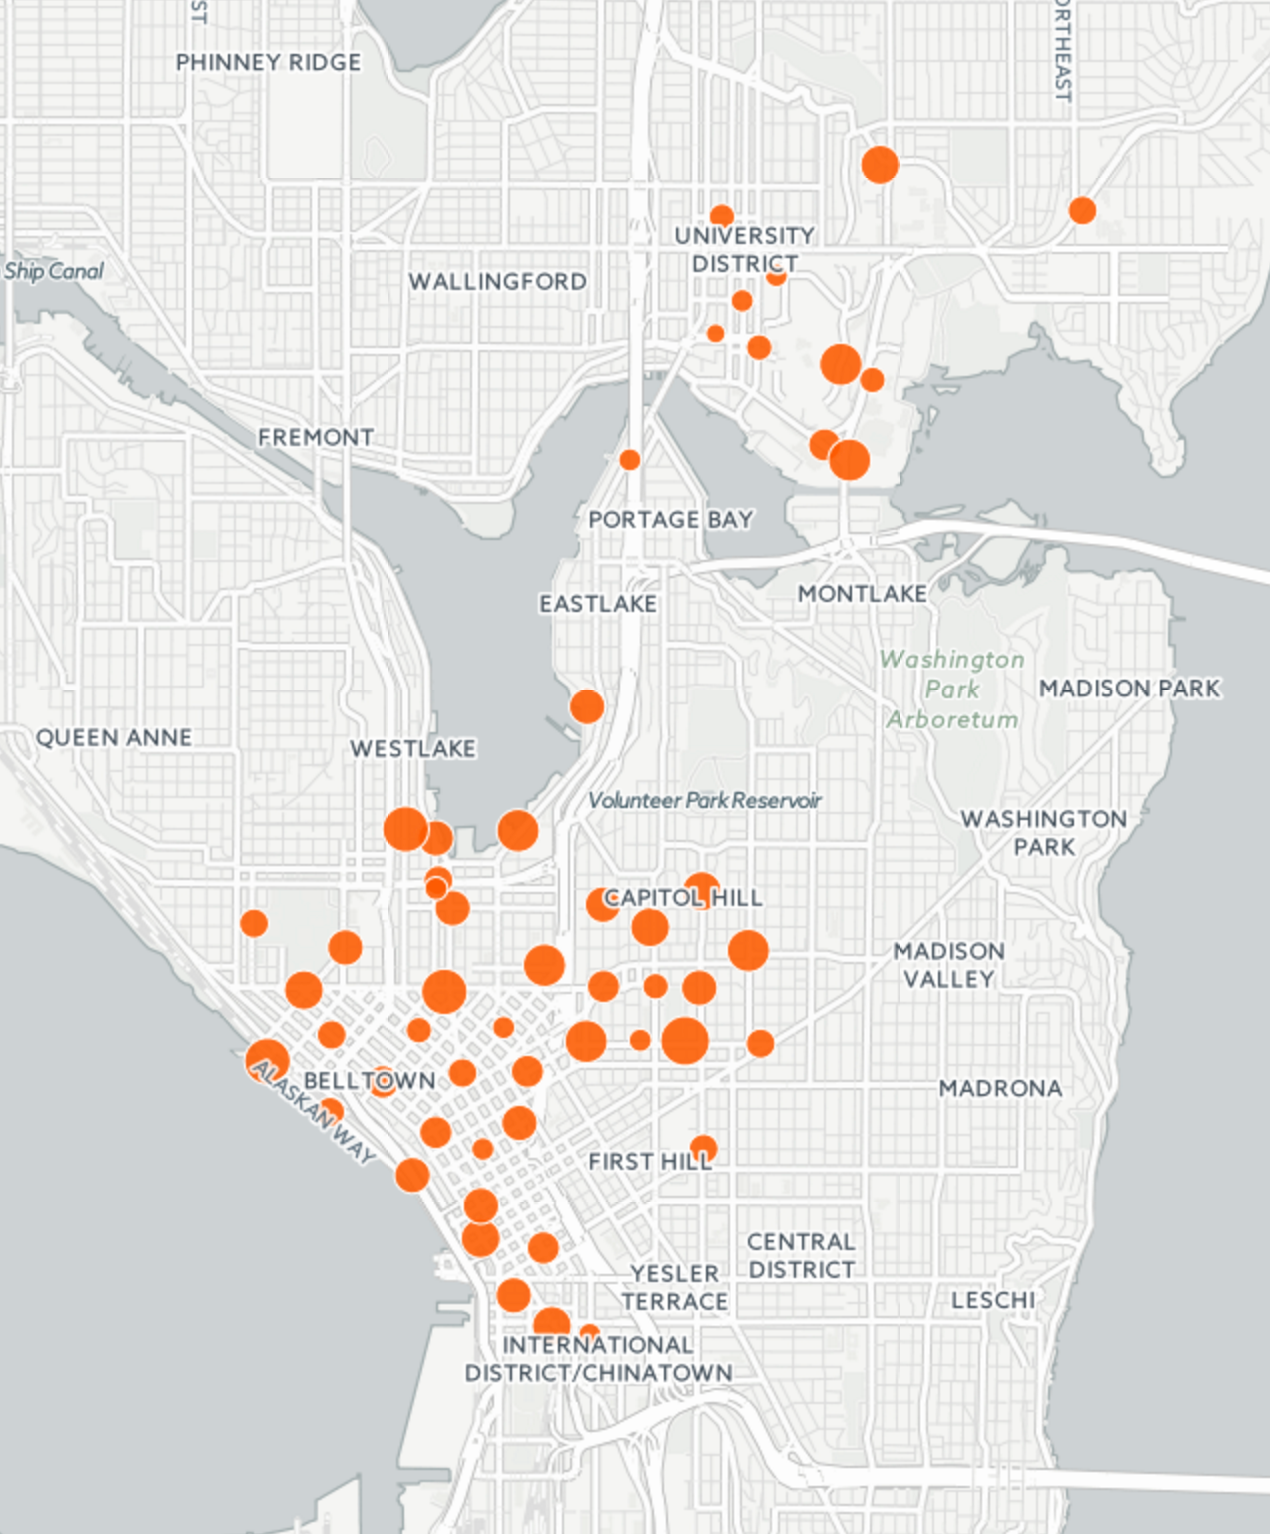 ST
ORTHEAST
PHINNEY RIDGE
UNIVERSITY
DISTRICT
Ship Canal
WALLINGFORD
FREMONT
PORTAGE BAY
MONTLAKE
EASTLAKE
Washington
Park
Arboretum
MADISON PARK
QUEEN ANNE
WESTLAKE
Volunteer Park Reservoir
WASHINGTON
PARK
CAPITOL HILL
MADISON
VALLEY
BELLTOWN
ALASKAN WAY
MADRONA
FIRST HILL
CENTRAL
DISTRICT
YESLER
TERRACE
LESCHI
INTERNATIONAL
DISTRICT/CHINATOWN